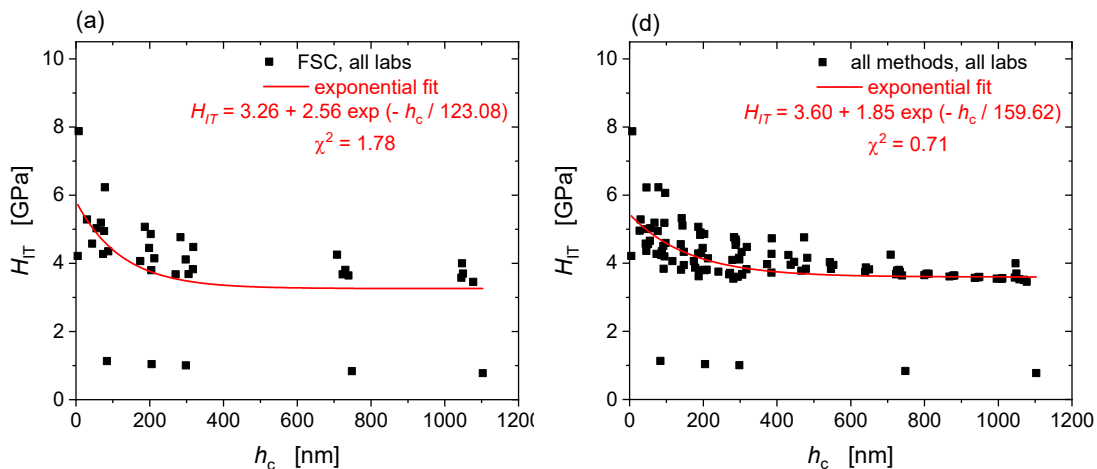 (a)
FSC, all labs
exponential fit
H_IT = 3.26 + 2.56 exp (- h_c / 123.08)
χ² = 1.78
H_IT [GPa]
10
8
6
4
2
0
0 200 400 600 800 1000 1200
h_c [nm]
(d)
all methods, all labs
exponential fit
H_IT = 3.60 + 1.85 exp (- h_c / 159.62)
χ² = 0.71
H_IT [GPa]
10
8
6
4
2
0
0 200 400 600 800 1000 1200
h_c [nm]